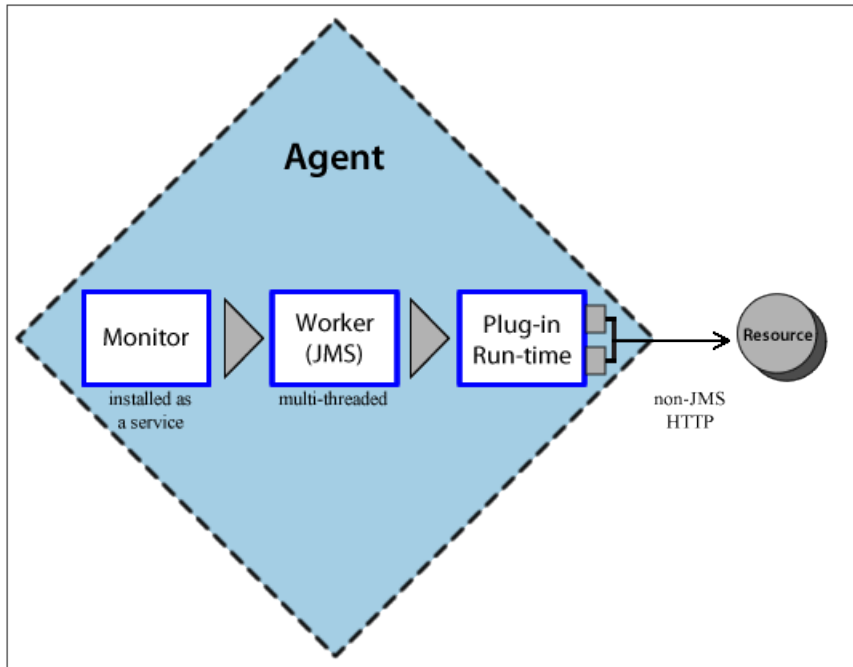 Agent
Monitor
installed as
a service
Worker
(JMS)
multi-threaded
Plug-in
Run-time
non-JMS
HTTP
Resource